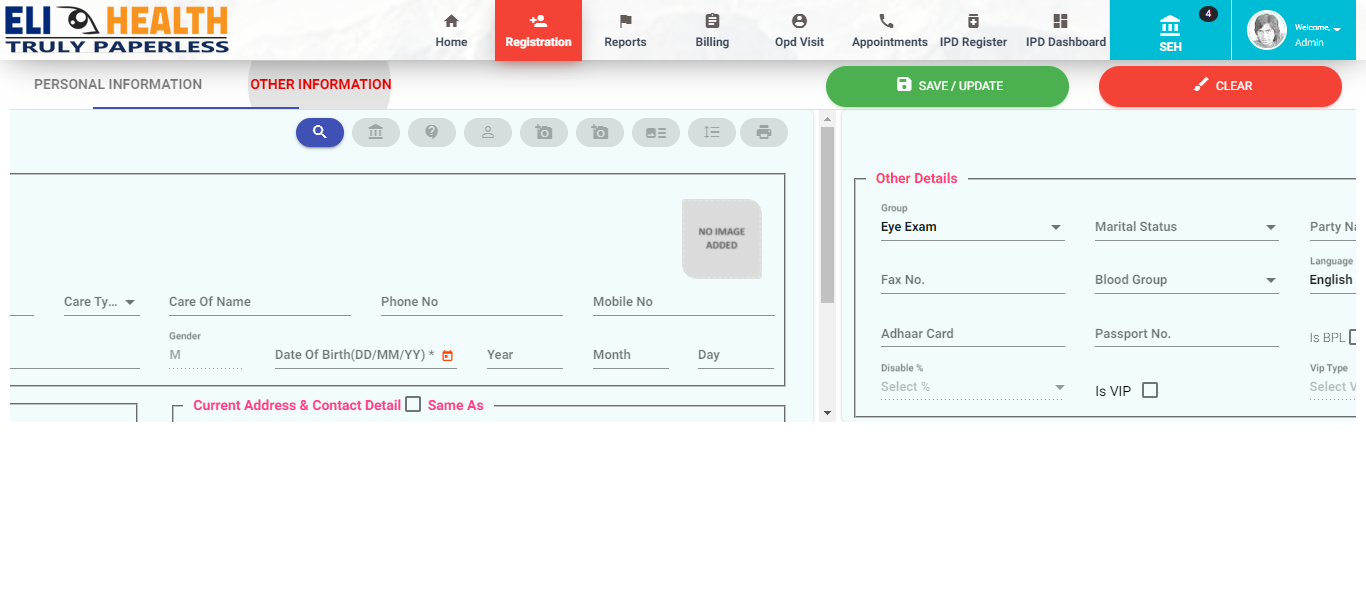 ELI HEALTH
TRULY PAPERLESS
Home
Registration
Reports
Billing
Opd Visit
Appointments
IPD Register
IPD Dashboard
4
SEH
Welcome,
Admin
PERSONAL INFORMATION
OTHER INFORMATION
SAVE / UPDATE
CLEAR
NO IMAGE
ADDED
Care Ty...
Care Of Name
Phone No
Mobile No
Gender
M
Date Of Birth(DD/MM/YY) *
Year
Month
Day
Current Address & Contact Detail
Same As
Other Details
Group
Eye Exam
Marital Status
Party Na
Fax No.
Blood Group
Language
English
Adhaar Card
Passport No.
Is BPL
Disable %
Select %
Is VIP
Vip Type
Select V